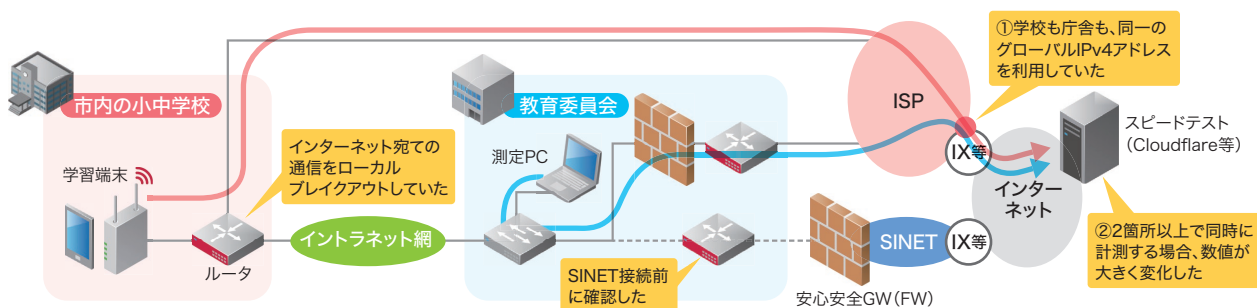 ①学校も庁舎も、同一の
グローバルIPv4アドレス
を利用していた
市内の小中学校
教育委員会
ISP
スピードテスト
(Cloudflare等)
インターネット宛ての
通信をローカル
ブレイクアウトしていた
測定PC
学習端末
IX等
インター
ネット
ルータ
イントラネット網
SINET
IX等
②2箇所以上で同時に
計測する場合、数値が
大きく変化した
SINET接続前
に確認した
安心安全GW(FW)